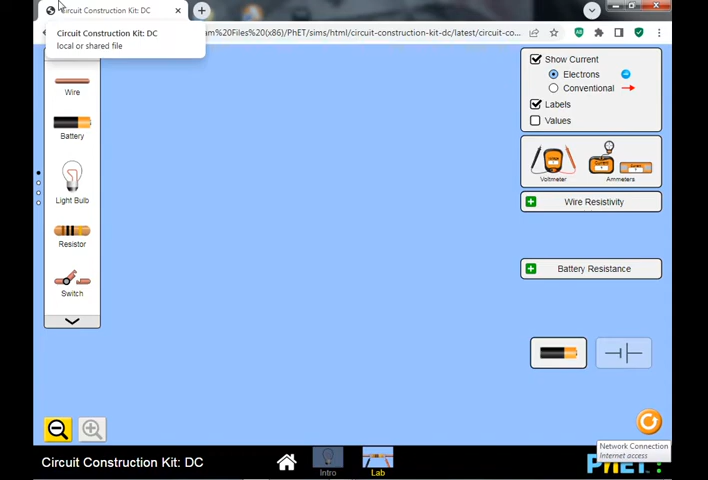 Circuit Construction Kit: DC
Circuit Construction Kit: DC
local or shared file
am%20Files%20(x86)/PhET/sims/html/circuit-construction-kit-dc/latest/circuit-co...
Wire
Battery
Light Bulb
Resistor
Switch
Show Current
Electrons
Conventional
Labels
Values
Voltmeter
Ammeters
Wire Resistivity
Battery Resistance
Network Connection
Internet access
Circuit Construction Kit: DC
Intro
Lab
PhET